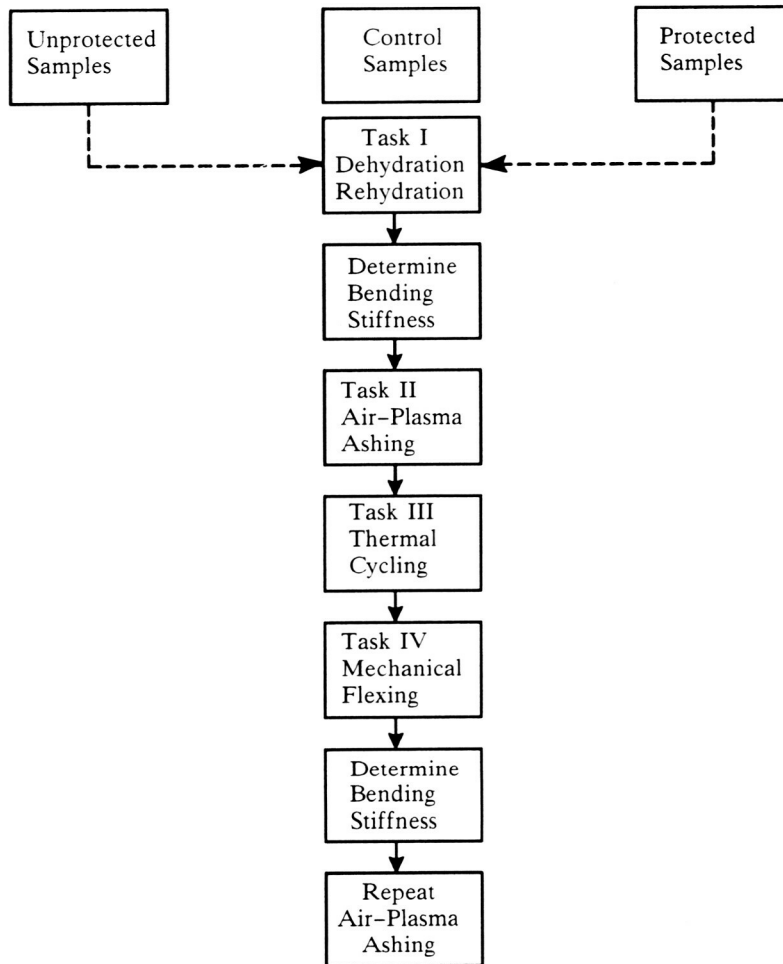 Unprotected
Samples
Control
Samples
Protected
Samples
Task I
Dehydration
Rehydration
Determine
Bending
Stiffness
Task II
Air-Plasma
Ashing
Task III
Thermal
Cycling
Task IV
Mechanical
Flexing
Determine
Bending
Stiffness
Repeat
Air-Plasma
Ashing